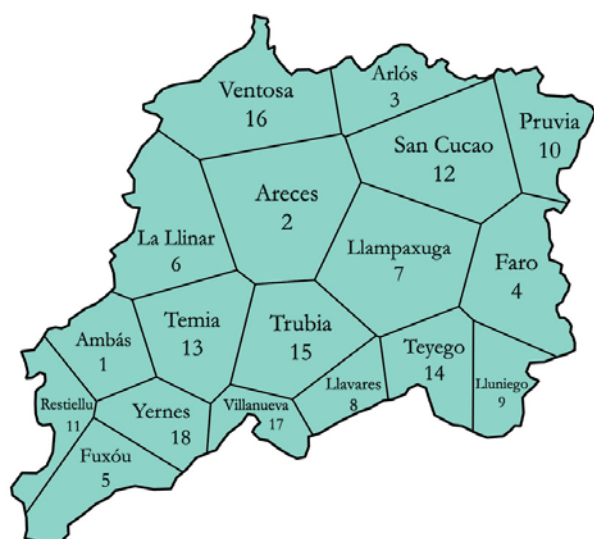 Arlós
3
Ventosa
16
Pruvia
10
San Cucao
12
Areces
2
La Llinar
6
Llampaxuga
7
Faro
4
Temia
13
Trubia
15
Ambás
1
Teyego
14
Llavares
8
Lluniego
9
Restiellu
11
Yernes
18
Villanueva
17
Fuxóu
5